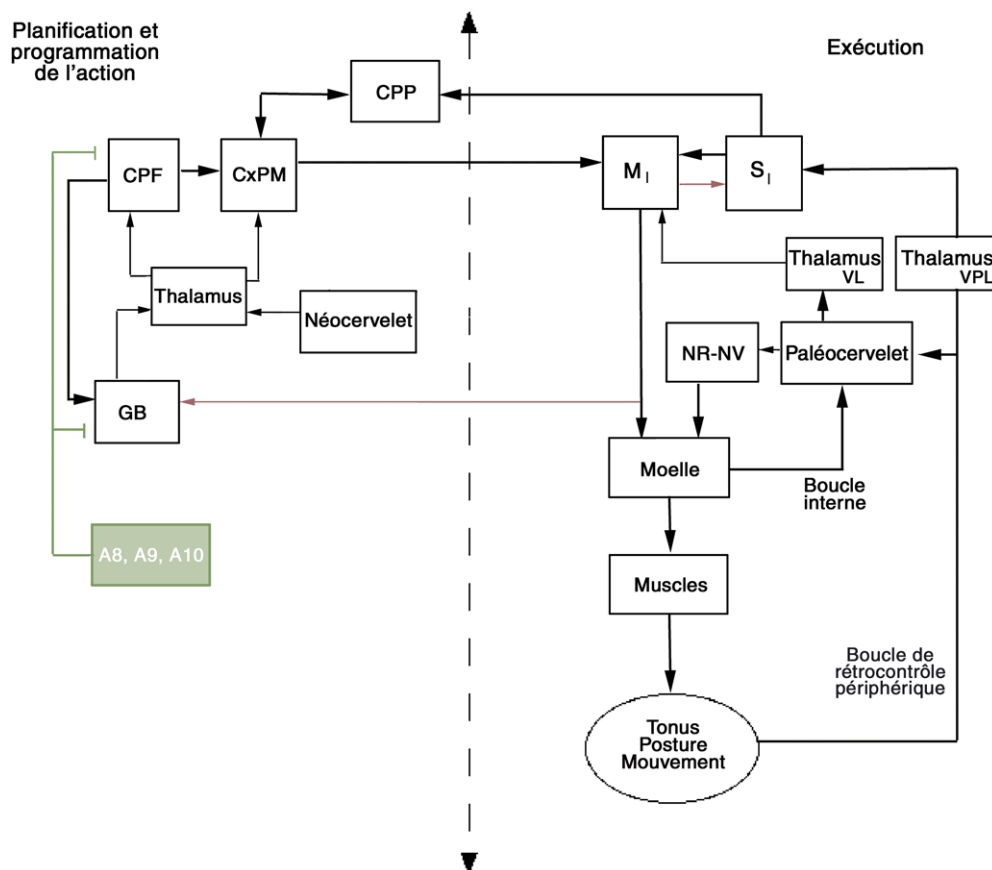 Planification et
programmation
de l'action
Exécution
CPP
CPF
CxPM
M I
S I
Thalamus
VL
Thalamus
VPL
Thalamus
Néocervelet
NR-NV
Paléocervelet
GB
Moelle
Boucle
interne
A8, A9, A10
Muscles
Boucle de
rétrocontrôle
périphérique
Tonus
Posture
Mouvement